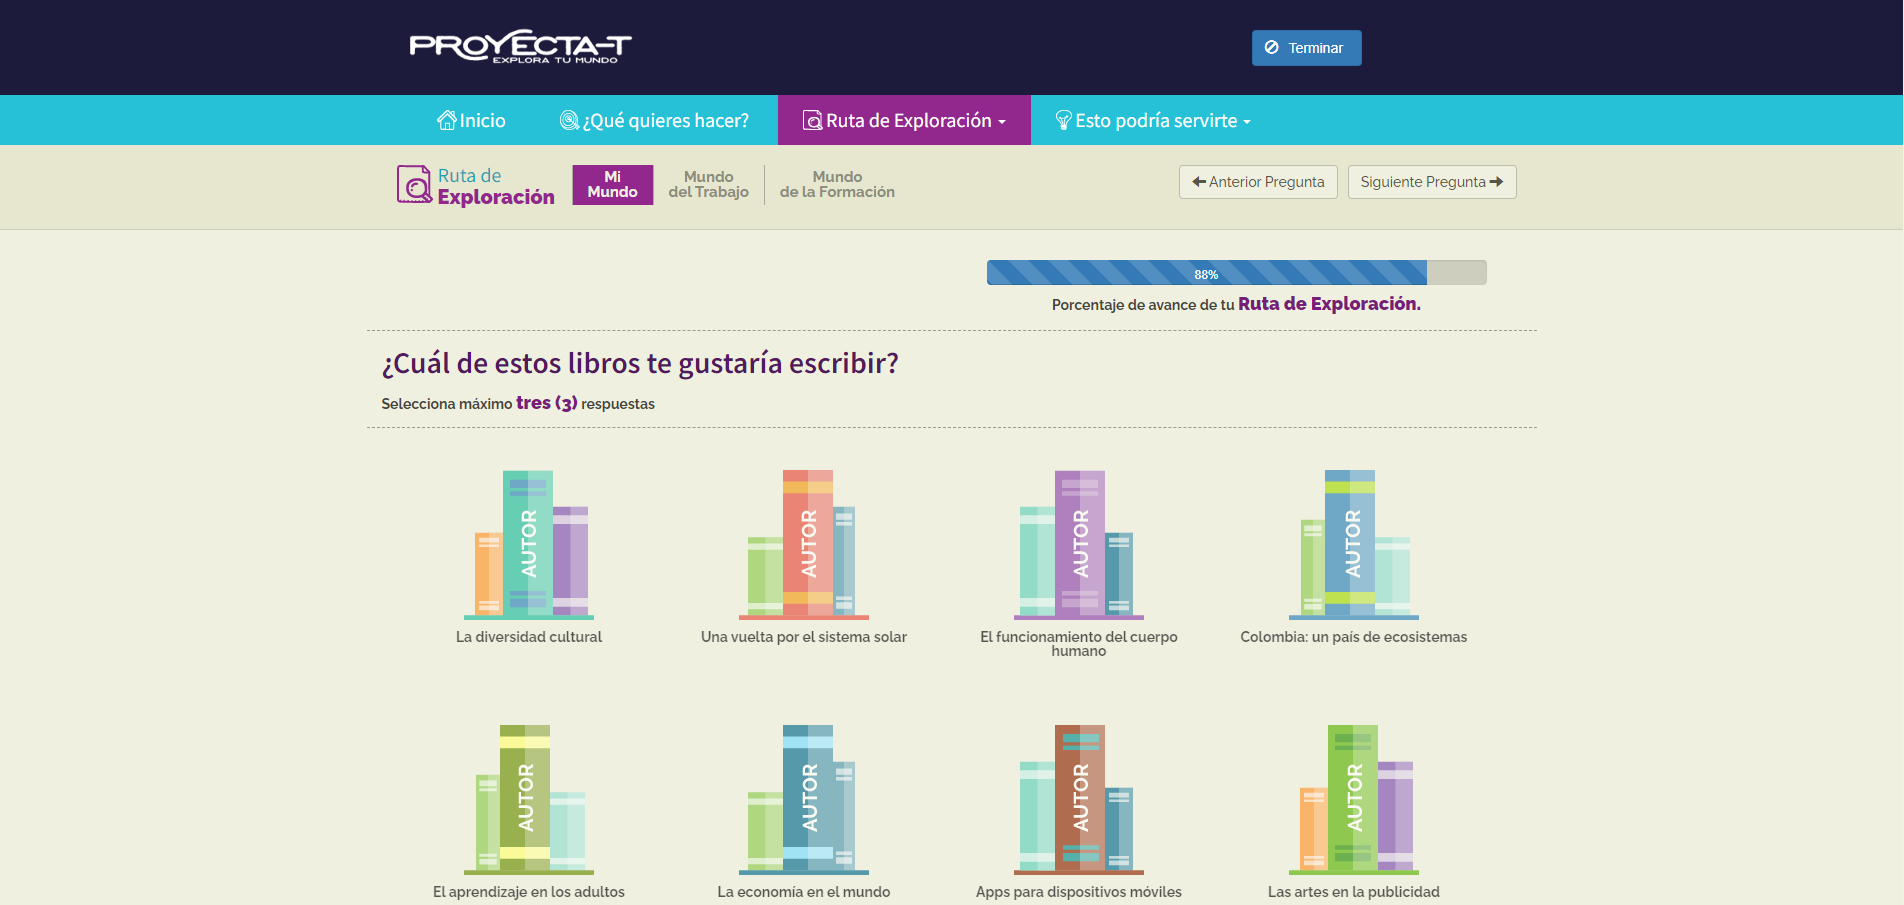 PROYECTA-T
EXPLORA TU MUNDO
Terminar
Inicio
¿Qué quieres hacer?
Ruta de Exploración
Esto podría servirte
Ruta de
Exploración
Mi
Mundo
Mundo
del Trabajo
Mundo
de la Formación
Anterior Pregunta
Siguiente Pregunta
88%
Porcentaje de avance de tu Ruta de Exploración.
¿Cuál de estos libros te gustaría escribir?
Selecciona máximo tres (3) respuestas
AUTOR
AUTOR
AUTOR
AUTOR
La diversidad cultural
Una vuelta por el sistema solar
El funcionamiento del cuerpo
humano
Colombia: un país de ecosistemas
AUTOR
AUTOR
AUTOR
AUTOR
El aprendizaje en los adultos
La economía en el mundo
Apps para dispositivos móviles
Las artes en la publicidad